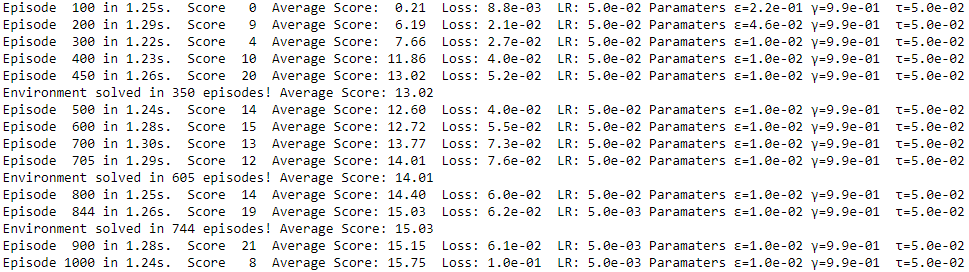 Episode  100 in 1.25s.  Score   0  Average Score:  0.21  Loss: 8.8e-03  LR: 5.0e-02 Paramaters ε=2.2e-01 γ=9.9e-01  τ=5.0e-02
Episode  200 in 1.29s.  Score   9  Average Score:  6.19  Loss: 2.1e-02  LR: 5.0e-02 Paramaters ε=4.6e-02 γ=9.9e-01  τ=5.0e-02
Episode  300 in 1.22s.  Score   4  Average Score:  7.66  Loss: 2.7e-02  LR: 5.0e-02 Paramaters ε=1.0e-02 γ=9.9e-01  τ=5.0e-02
Episode  400 in 1.23s.  Score  10  Average Score: 11.86  Loss: 4.0e-02  LR: 5.0e-02 Paramaters ε=1.0e-02 γ=9.9e-01  τ=5.0e-02
Episode  450 in 1.26s.  Score  20  Average Score: 13.02  Loss: 5.2e-02  LR: 5.0e-02 Paramaters ε=1.0e-02 γ=9.9e-01  τ=5.0e-02
Environment solved in 350 episodes! Average Score: 13.02
Episode  500 in 1.24s.  Score  14  Average Score: 12.60  Loss: 4.0e-02  LR: 5.0e-02 Paramaters ε=1.0e-02 γ=9.9e-01  τ=5.0e-02
Episode  600 in 1.28s.  Score  15  Average Score: 12.72  Loss: 5.5e-02  LR: 5.0e-02 Paramaters ε=1.0e-02 γ=9.9e-01  τ=5.0e-02
Episode  700 in 1.30s.  Score  13  Average Score: 13.77  Loss: 7.3e-02  LR: 5.0e-02 Paramaters ε=1.0e-02 γ=9.9e-01  τ=5.0e-02
Episode  705 in 1.29s.  Score  12  Average Score: 14.01  Loss: 7.6e-02  LR: 5.0e-02 Paramaters ε=1.0e-02 γ=9.9e-01  τ=5.0e-02
Environment solved in 605 episodes! Average Score: 14.01
Episode  800 in 1.25s.  Score  14  Average Score: 14.40  Loss: 6.0e-02  LR: 5.0e-02 Paramaters ε=1.0e-02 γ=9.9e-01  τ=5.0e-02
Episode  844 in 1.26s.  Score  19  Average Score: 15.03  Loss: 6.2e-02  LR: 5.0e-03 Paramaters ε=1.0e-02 γ=9.9e-01  τ=5.0e-02
Environment solved in 744 episodes! Average Score: 15.03
Episode  900 in 1.28s.  Score  21  Average Score: 15.15  Loss: 6.1e-02  LR: 5.0e-03 Paramaters ε=1.0e-02 γ=9.9e-01  τ=5.0e-02
Episode 1000 in 1.24s.  Score   8  Average Score: 15.75  Loss: 1.0e-01  LR: 5.0e-03 Paramaters ε=1.0e-02 γ=9.9e-01  τ=5.0e-02